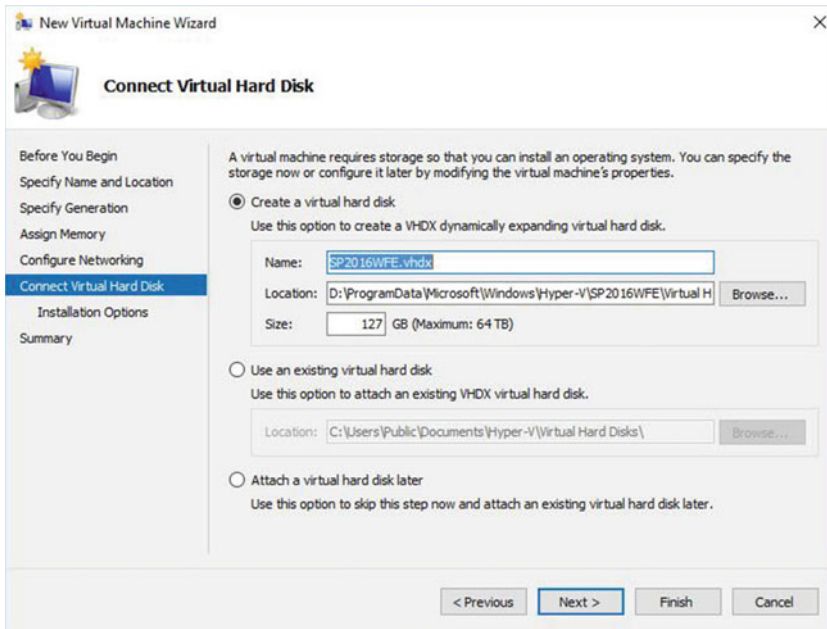 New Virtual Machine Wizard
Connect Virtual Hard Disk
Before You Begin
Specify Name and Location
Specify Generation
Assign Memory
Configure Networking
Connect Virtual Hard Disk
Installation Options
Summary
A virtual machine requires storage so that you can install an operating system. You can specify the
storage now or configure it later by modifying the virtual machine's properties.
Create a virtual hard disk
Use this option to create a VHDX dynamically expanding virtual hard disk.
Name: SP2016WFE.vhdx
Location: D:\ProgramData\Microsoft\Windows\Hyper-V\SP2016WFE\Virtual H Browse...
Size: 127 GB (Maximum: 64 TB)
Use an existing virtual hard disk
Use this option to attach an existing VHDX virtual hard disk.
Location: C:\Users\Public\Documents\Hyper-V\Virtual Hard Disks\ Browse...
Attach a virtual hard disk later
Use this option to skip this step now and attach an existing virtual hard disk later.
< Previous Next > Finish Cancel